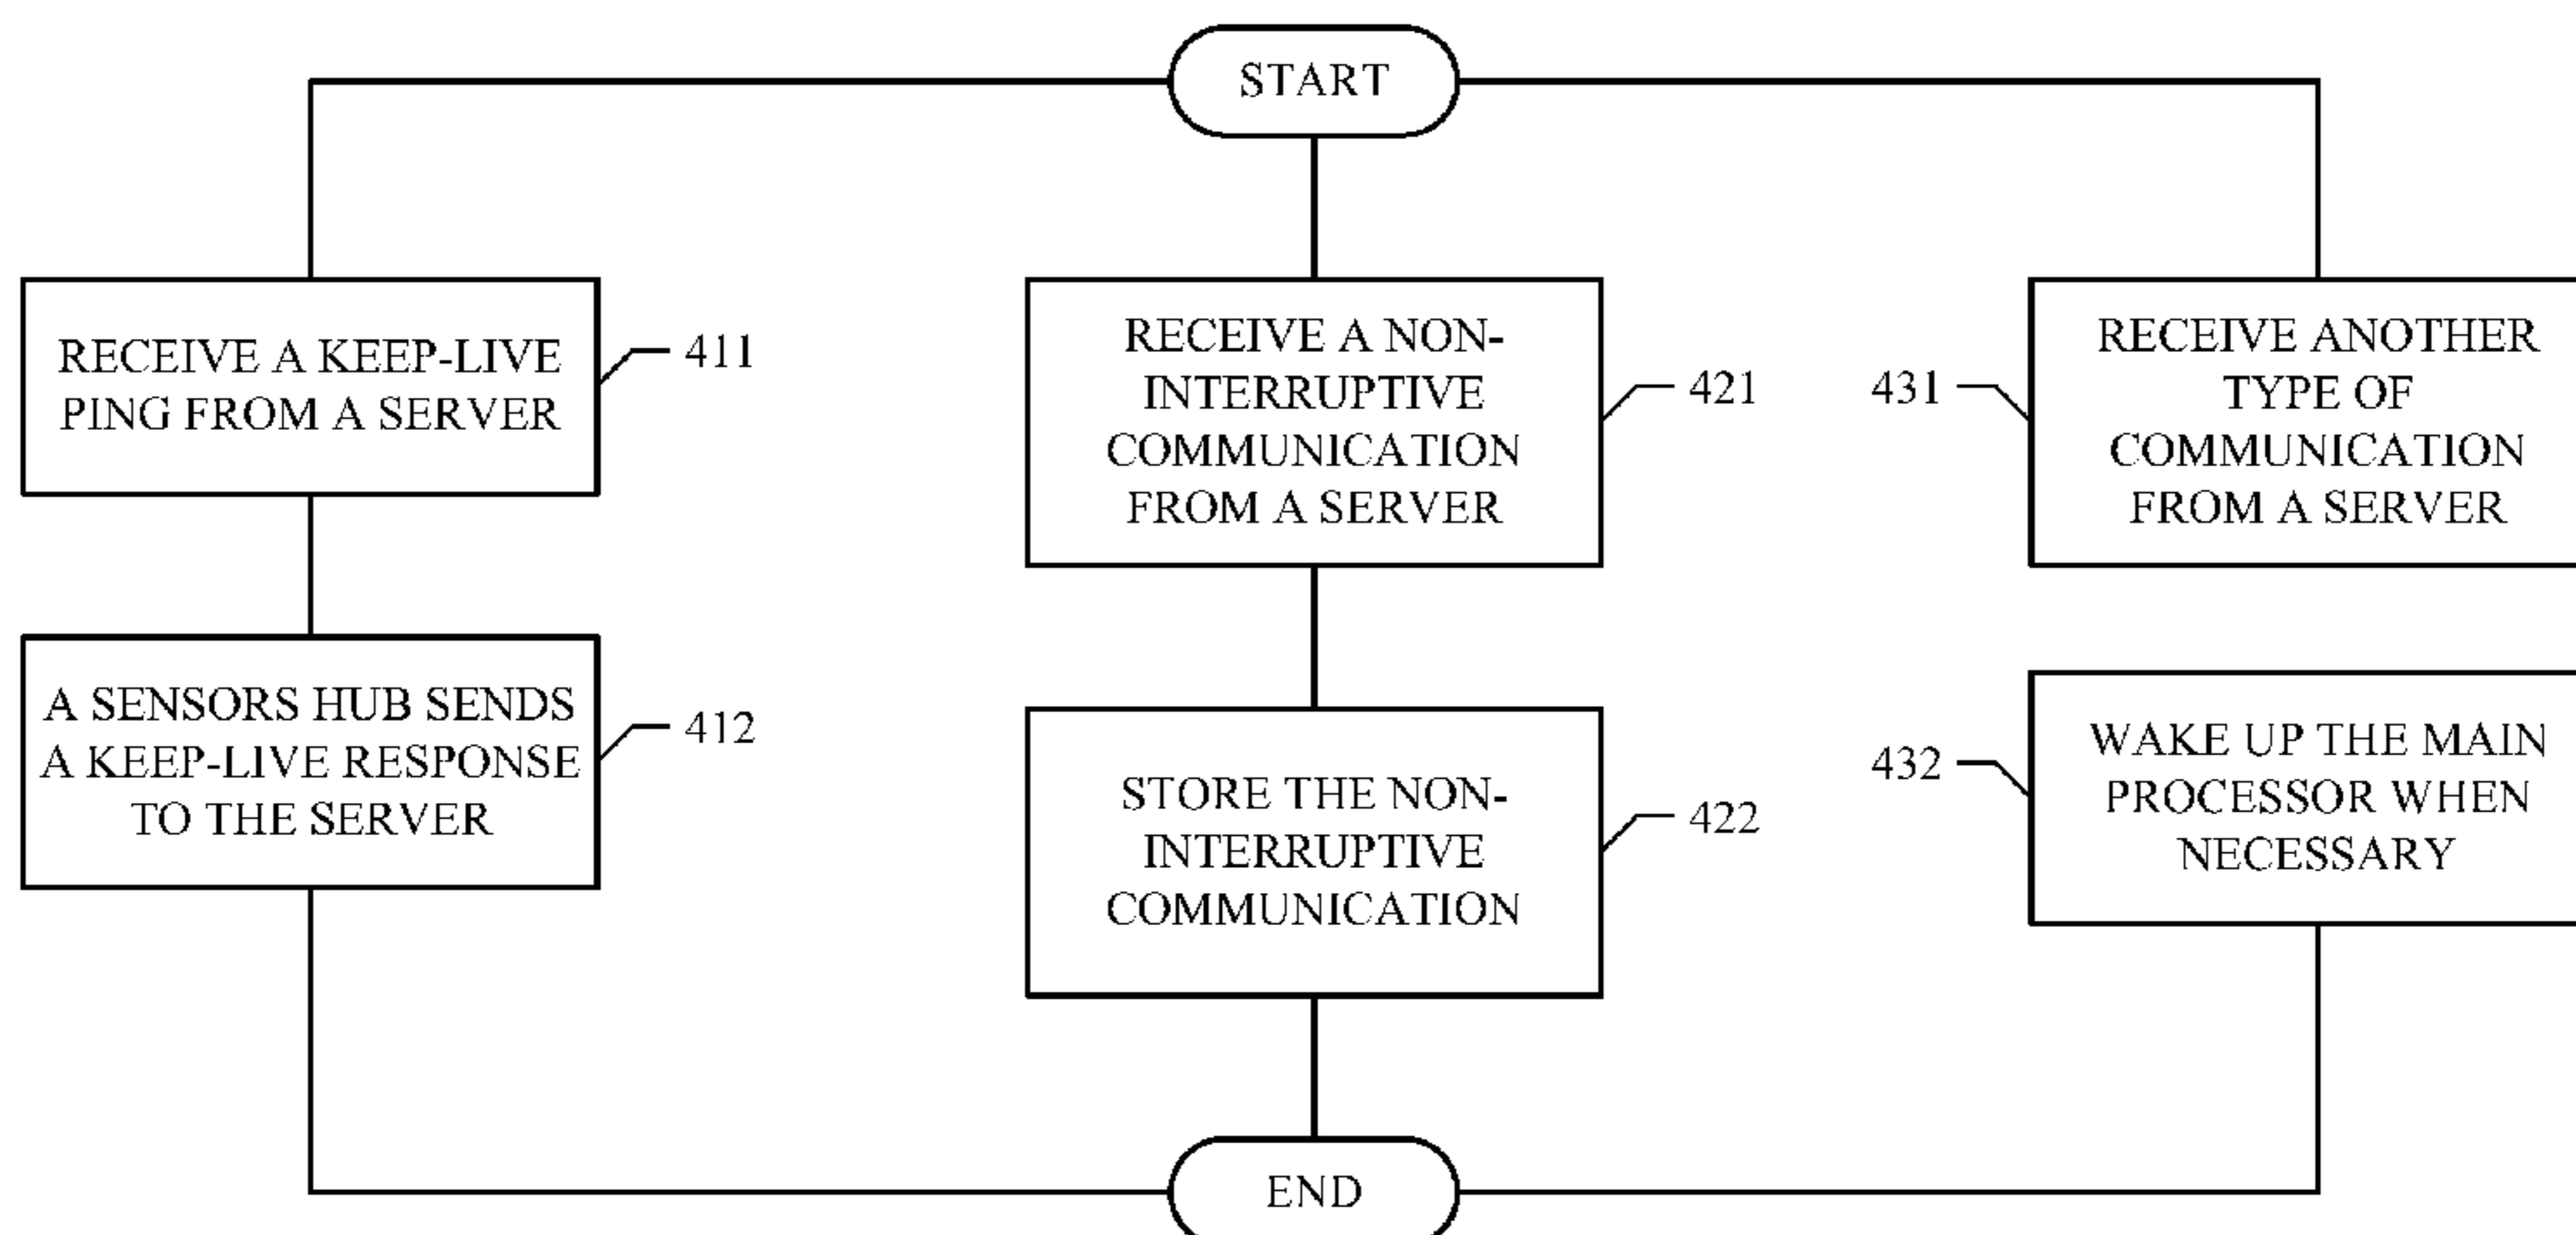 START
RECEIVE A KEEP-LIVE
PING FROM A SERVER
411
A SENSORS HUB SENDS
A KEEP-LIVE RESPONSE
TO THE SERVER
412
RECEIVE A NON-
INTERRUPTIVE
COMMUNICATION
FROM A SERVER
421
STORE THE NON-
INTERRUPTIVE
COMMUNICATION
422
431
RECEIVE ANOTHER
TYPE OF
COMMUNICATION
FROM A SERVER
432
WAKE UP THE MAIN
PROCESSOR WHEN
NECESSARY
END